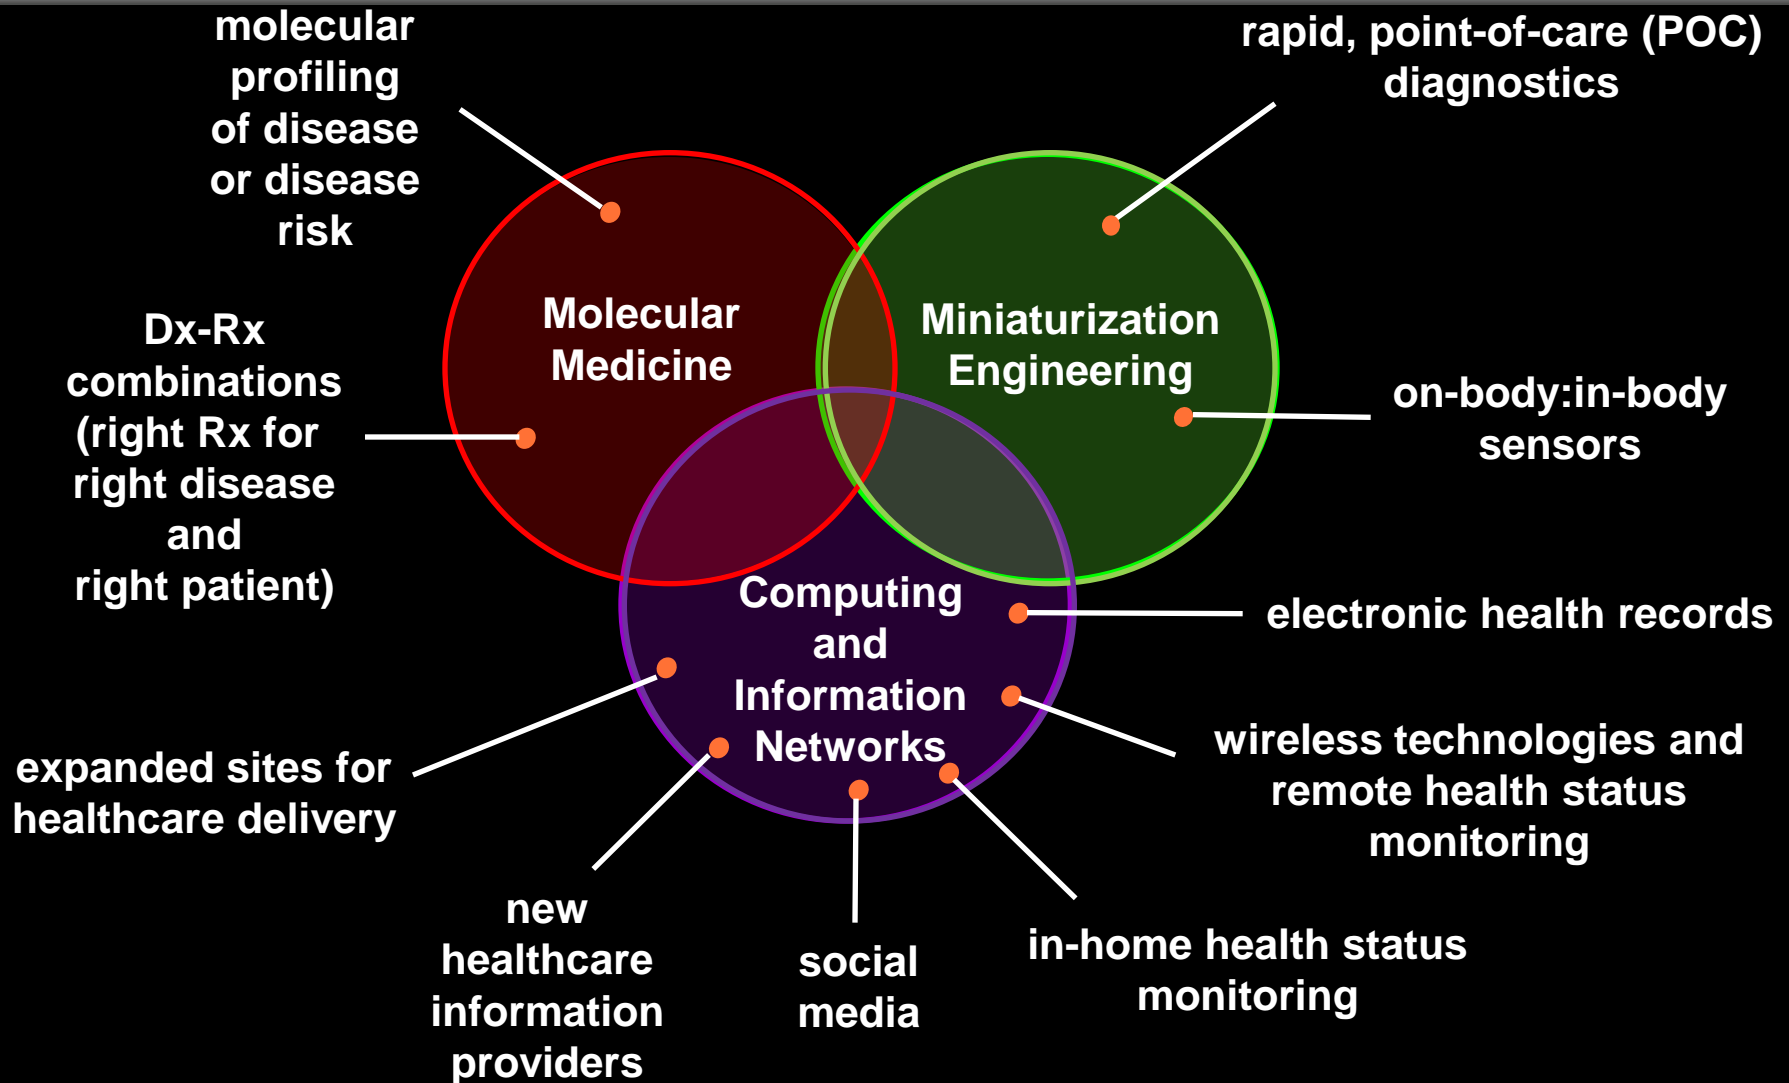 molecular
profiling
of disease
or disease
risk
rapid, point-of-care (POC)
diagnostics
Molecular
Medicine
Miniaturization
Engineering
Dx-Rx
combinations
(right Rx for
right disease
and
right patient)
on-body:in-body
sensors
Computing
and
Information
Networks
electronic health records
expanded sites for
healthcare delivery
wireless technologies and
remote health status
monitoring
new
healthcare
information
providers
social
media
in-home health status
monitoring